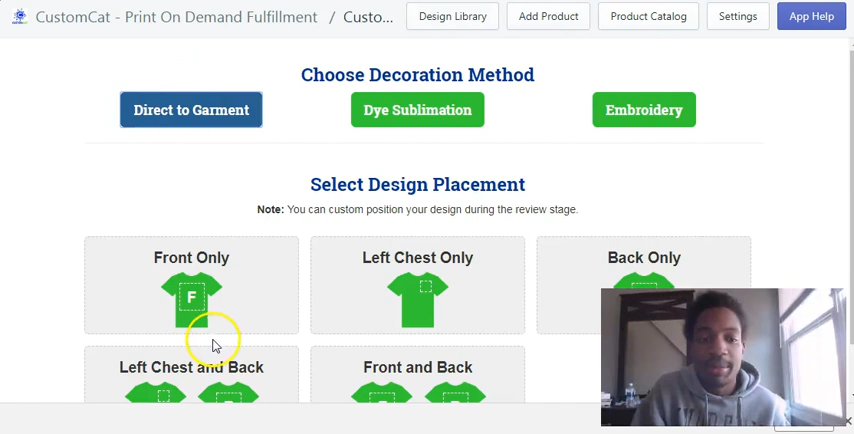 CustomCat - Print On Demand Fulfillment / Custo...
Design Library
Add Product
Product Catalog
Settings
App Help
Choose Decoration Method
Direct to Garment
Dye Sublimation
Embroidery
Select Design Placement
Note: You can custom position your design during the review stage.
Front Only
Left Chest Only
Back Only
F
Left Chest and Back
Front and Back